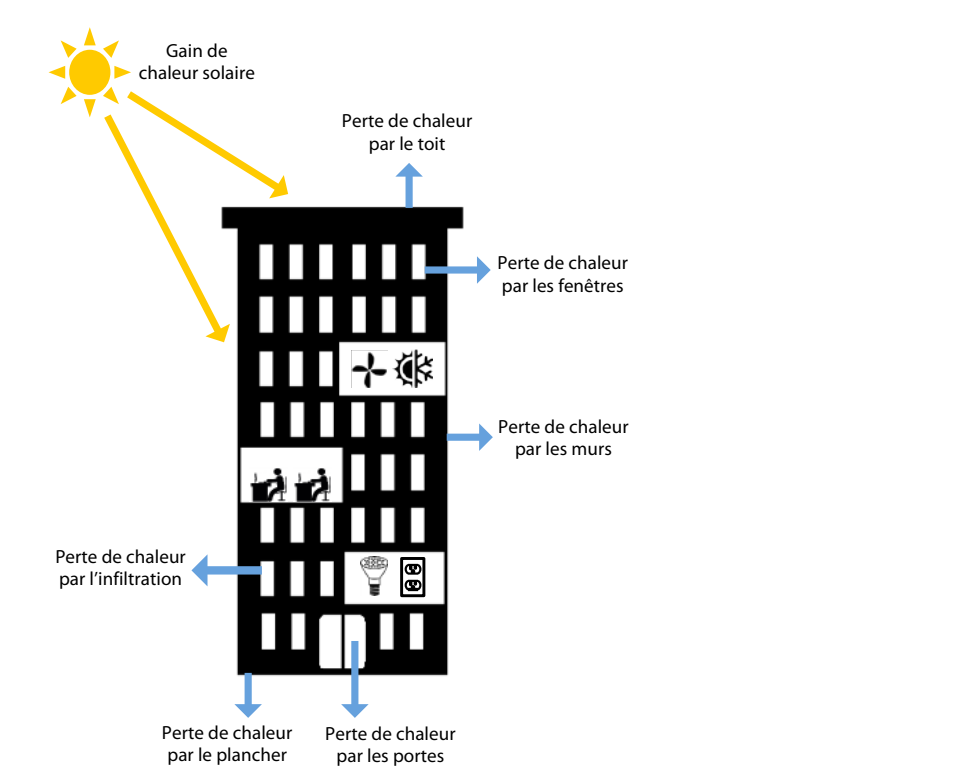 Gain de
chaleur solaire
Perte de chaleur
par le toit
Perte de chaleur
par les fenêtres
Perte de chaleur
par les murs
Perte de chaleur
par l'infiltration
Perte de chaleur
par le plancher
Perte de chaleur
par les portes